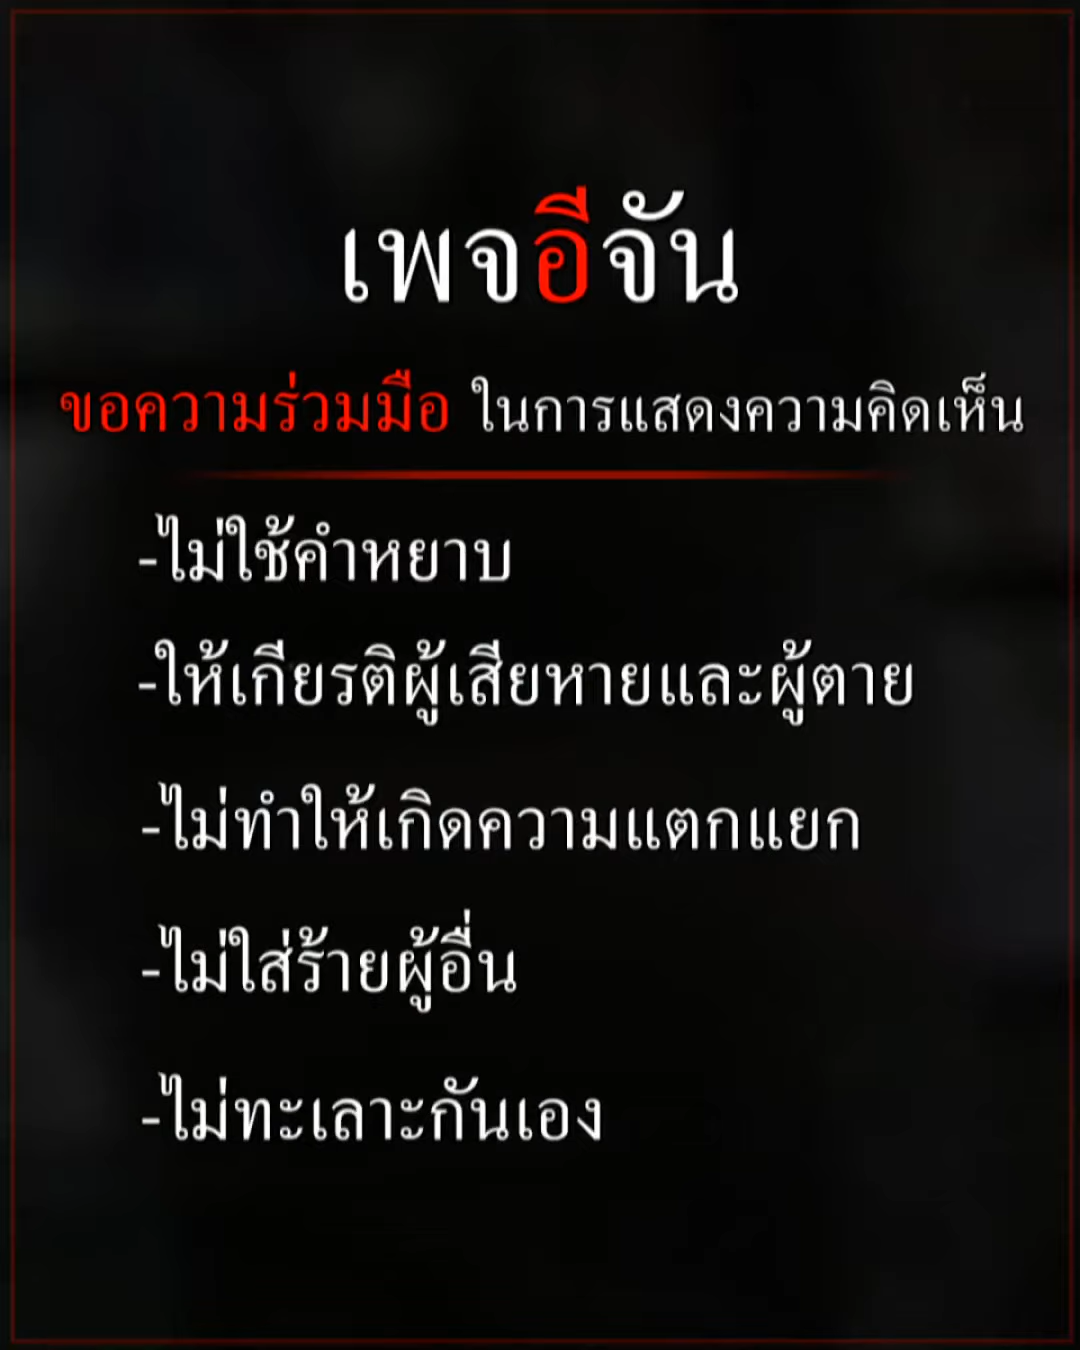 เพจอีจัน
ขอความร่วมมือ ในการแสดงความคิดเห็น
-ไม่ใช้คำหยาบ
-ให้เกียรติผู้เสียหายและผู้ตาย
-ไม่ทำให้เกิดความแตกแยก
-ไม่ใส่ร้ายผู้อื่น
-ไม่ทะเลาะกันเอง